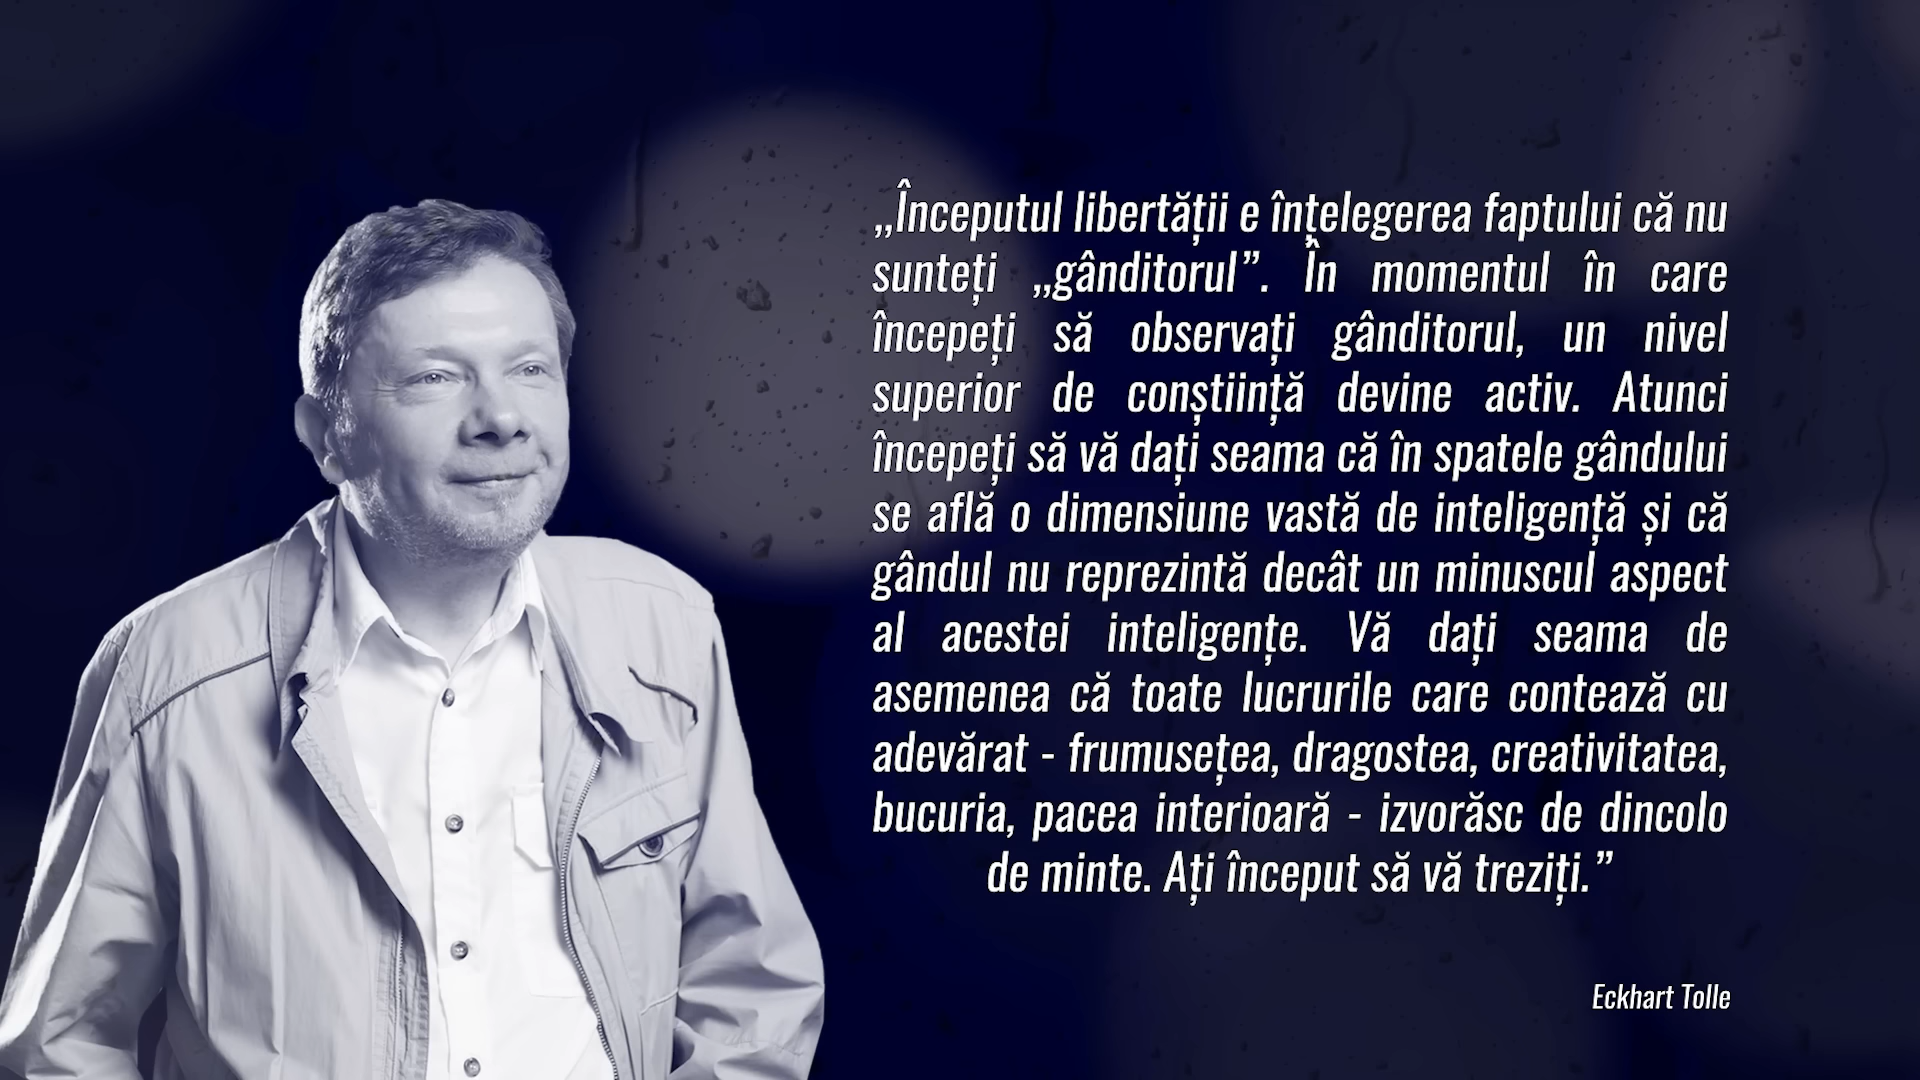 „Începutul libertății e înțelegerea faptului că nu
sunteți „gânditorul”. În momentul în care
începeți să observați gânditorul, un nivel
superior de conștiință devine activ. Atunci
începeți să vă dați seama că în spatele gândului
se află o dimensiune vastă de inteligență și că
gândul nu reprezintă decât un minuscul aspect
al acestei inteligențe. Vă dați seama de
asemenea că toate lucrurile care contează cu
adevărat - frumusețea, dragostea, creativitatea,
bucuria, pacea interioară - izvorăsc de dincolo
de minte. Ați început să vă treziți.”
Eckhart Tolle